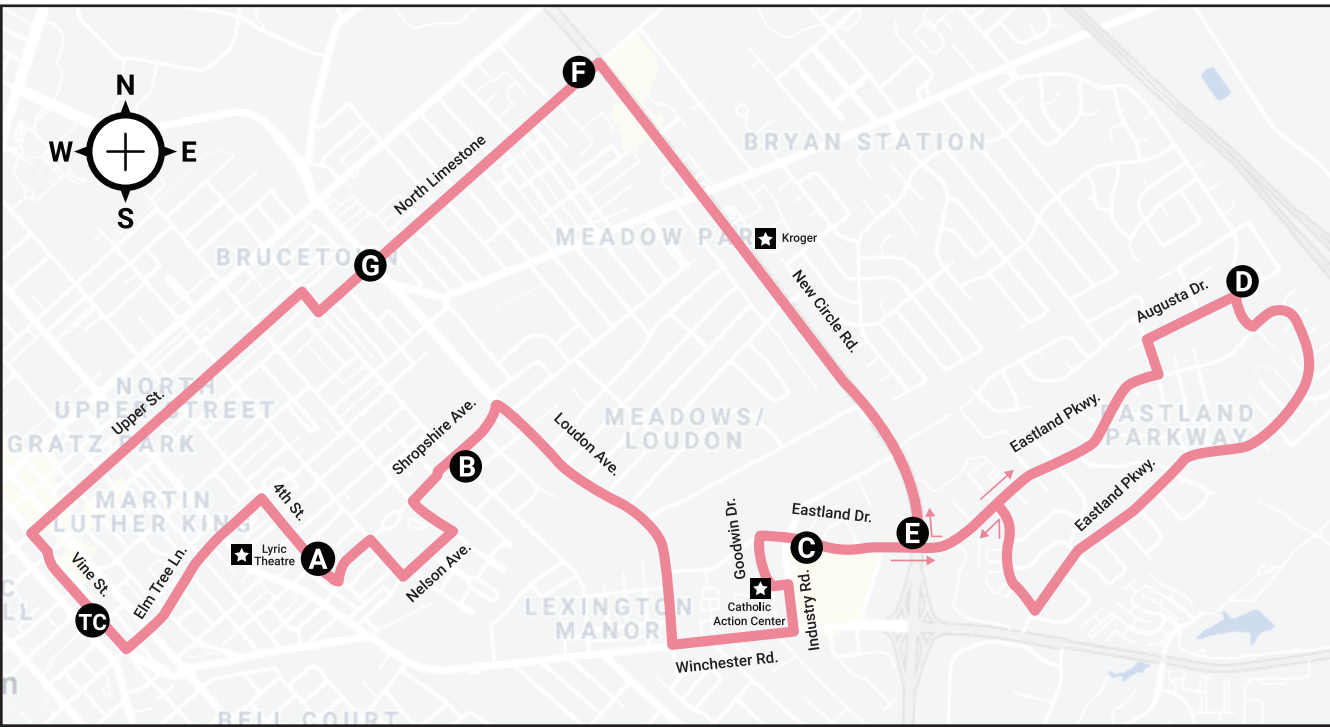 N
W
E
S
F
North Limestone
BRYAN STATION
MEADOW PARK
Kroger
BRUCETOWN
G
New Circle Rd.
D
Augusta Dr.
NORTH
UPPER STREET
Upper St.
GRATZ PARK
Shropshire Ave.
B
Loudon Ave.
MEADOWS/
LOUDON
Eastland Pkwy.
EASTLAND
PARKWAY
Eastland Pkwy.
MARTIN
LUTHER KING
4th St.
Lyric
Theatre
A
Nelson Ave.
Goodwin Dr.
Eastland Dr.
C
E
Vine St.
TC
Elm Tree Ln.
LEXINGTON
MANOR
Catholic
Action Center
Industry Rd.
Winchester Rd.
C
LL
n
BELL COURT